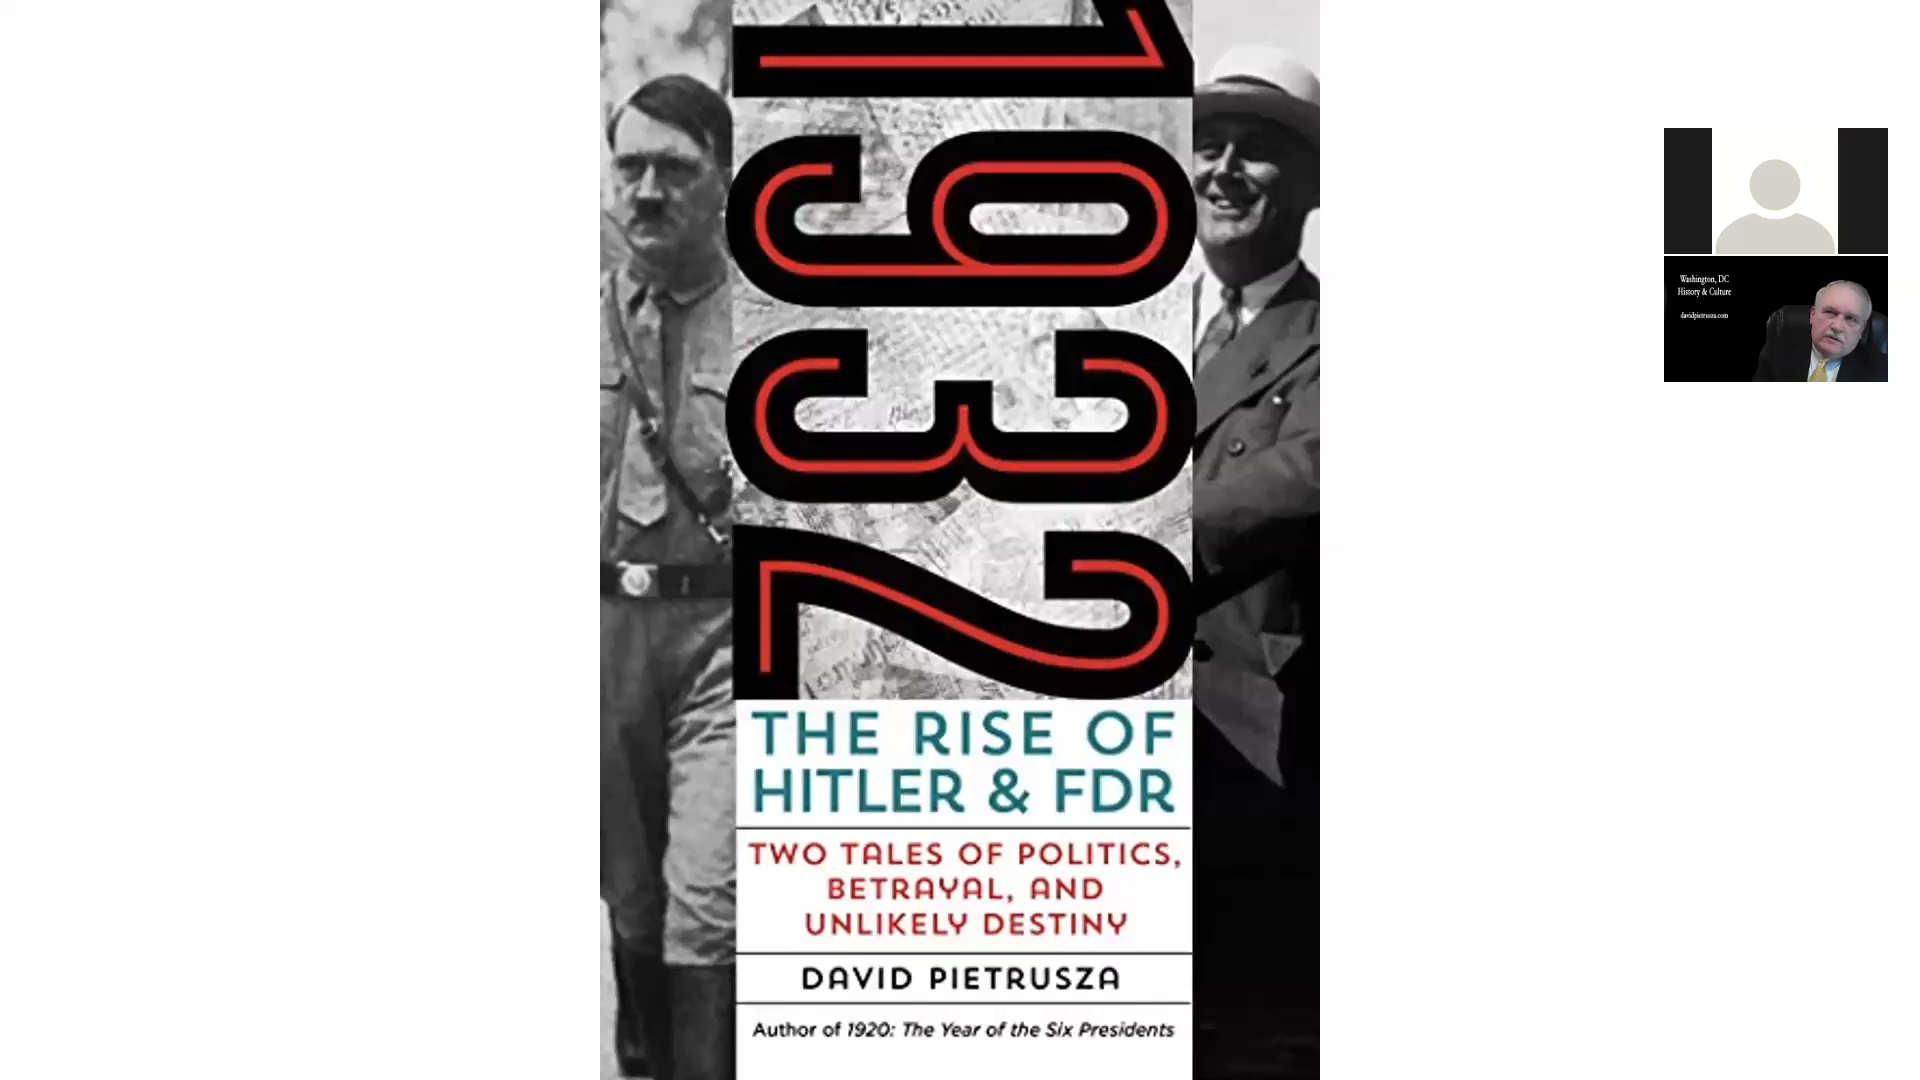 1932
THE RISE OF
HITLER & FDR
TWO TALES OF POLITICS,
BETRAYAL, AND
UNLIKELY DESTINY
DAVID PIETRUSZA
Author of 1920: The Year of the Six Presidents
Washington, DC
History & Culture
davidpietrusza.com